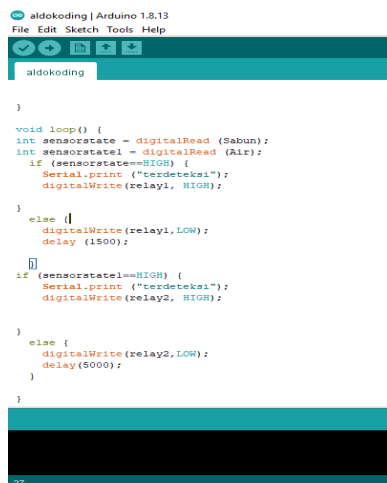 aldokoding | Arduino 1.8.13
File Edit Sketch Tools Help
aldokoding
}
void loop() {
int sensorstate = digitalRead (Sabun);
int sensorstate1 = digitalRead (Air);
if (sensorstate==HIGH) {
Serial.print ("terdeteksi");
digitalWrite(relay1, HIGH);
}
else {
digitalWrite(relay1,LOW);
delay (1500);
}
if (sensorstate1==HIGH) {
Serial.print ("terdeteksi");
digitalWrite(relay2, HIGH);
}
else {
digitalWrite(relay2,LOW);
delay(5000);
}
}
27